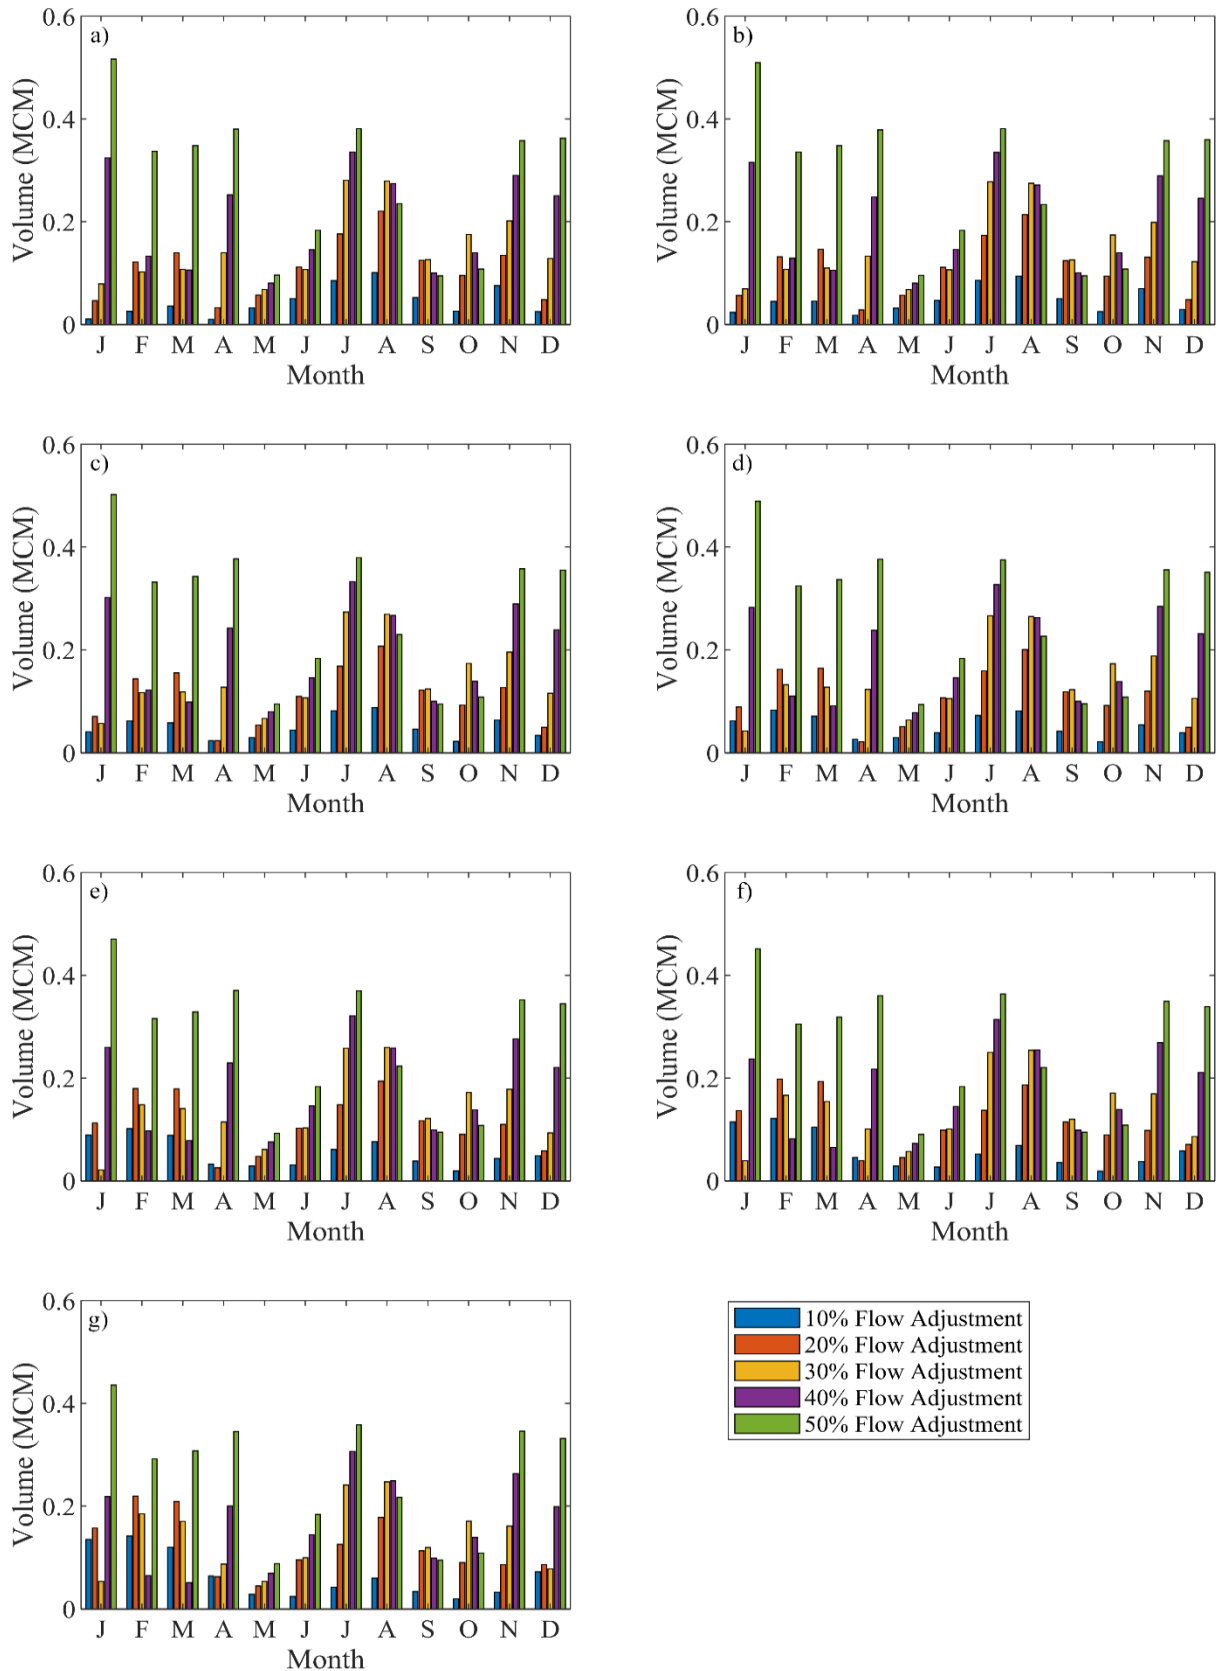 a)
0.6
0.4
0.2
0
Volume (MCM)
J F M A M J J A S O N D
Month
b)
0.6
0.4
0.2
0
Volume (MCM)
J F M A M J J A S O N D
Month
c)
0.6
0.4
0.2
0
Volume (MCM)
J F M A M J J A S O N D
Month
d)
0.6
0.4
0.2
0
Volume (MCM)
J F M A M J J A S O N D
Month
e)
0.6
0.4
0.2
0
Volume (MCM)
J F M A M J J A S O N D
Month
f)
0.6
0.4
0.2
0
Volume (MCM)
J F M A M J J A S O N D
Month
g)
0.6
0.4
0.2
0
Volume (MCM)
J F M A M J J A S O N D
Month
10% Flow Adjustment
20% Flow Adjustment
30% Flow Adjustment
40% Flow Adjustment
50% Flow Adjustment